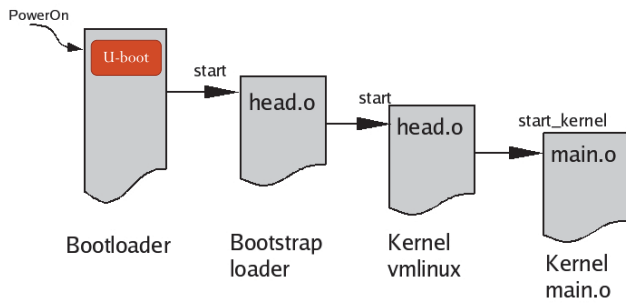 PowerOn
U-boot
start
head.o
start
head.o
start_kernel
main.o
Bootloader
Bootstrap
loader
Kernel
vmlinux
Kernel
main.o